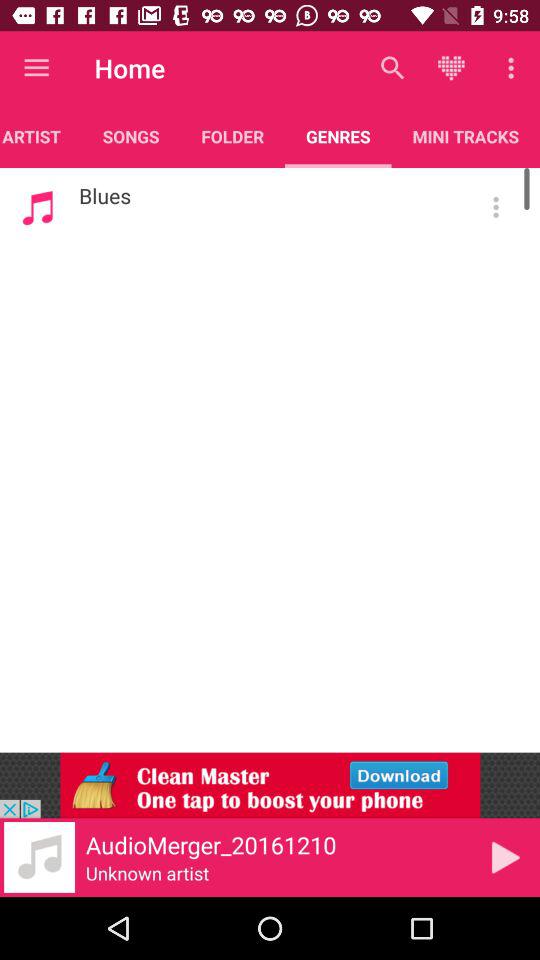 9:58
Home
ARTIST SONGS FOLDER GENRES MINI TRACKS
Blues
Clean Master
Download
One tap to boost your phone
AudioMerger_20161210
Unknown artist